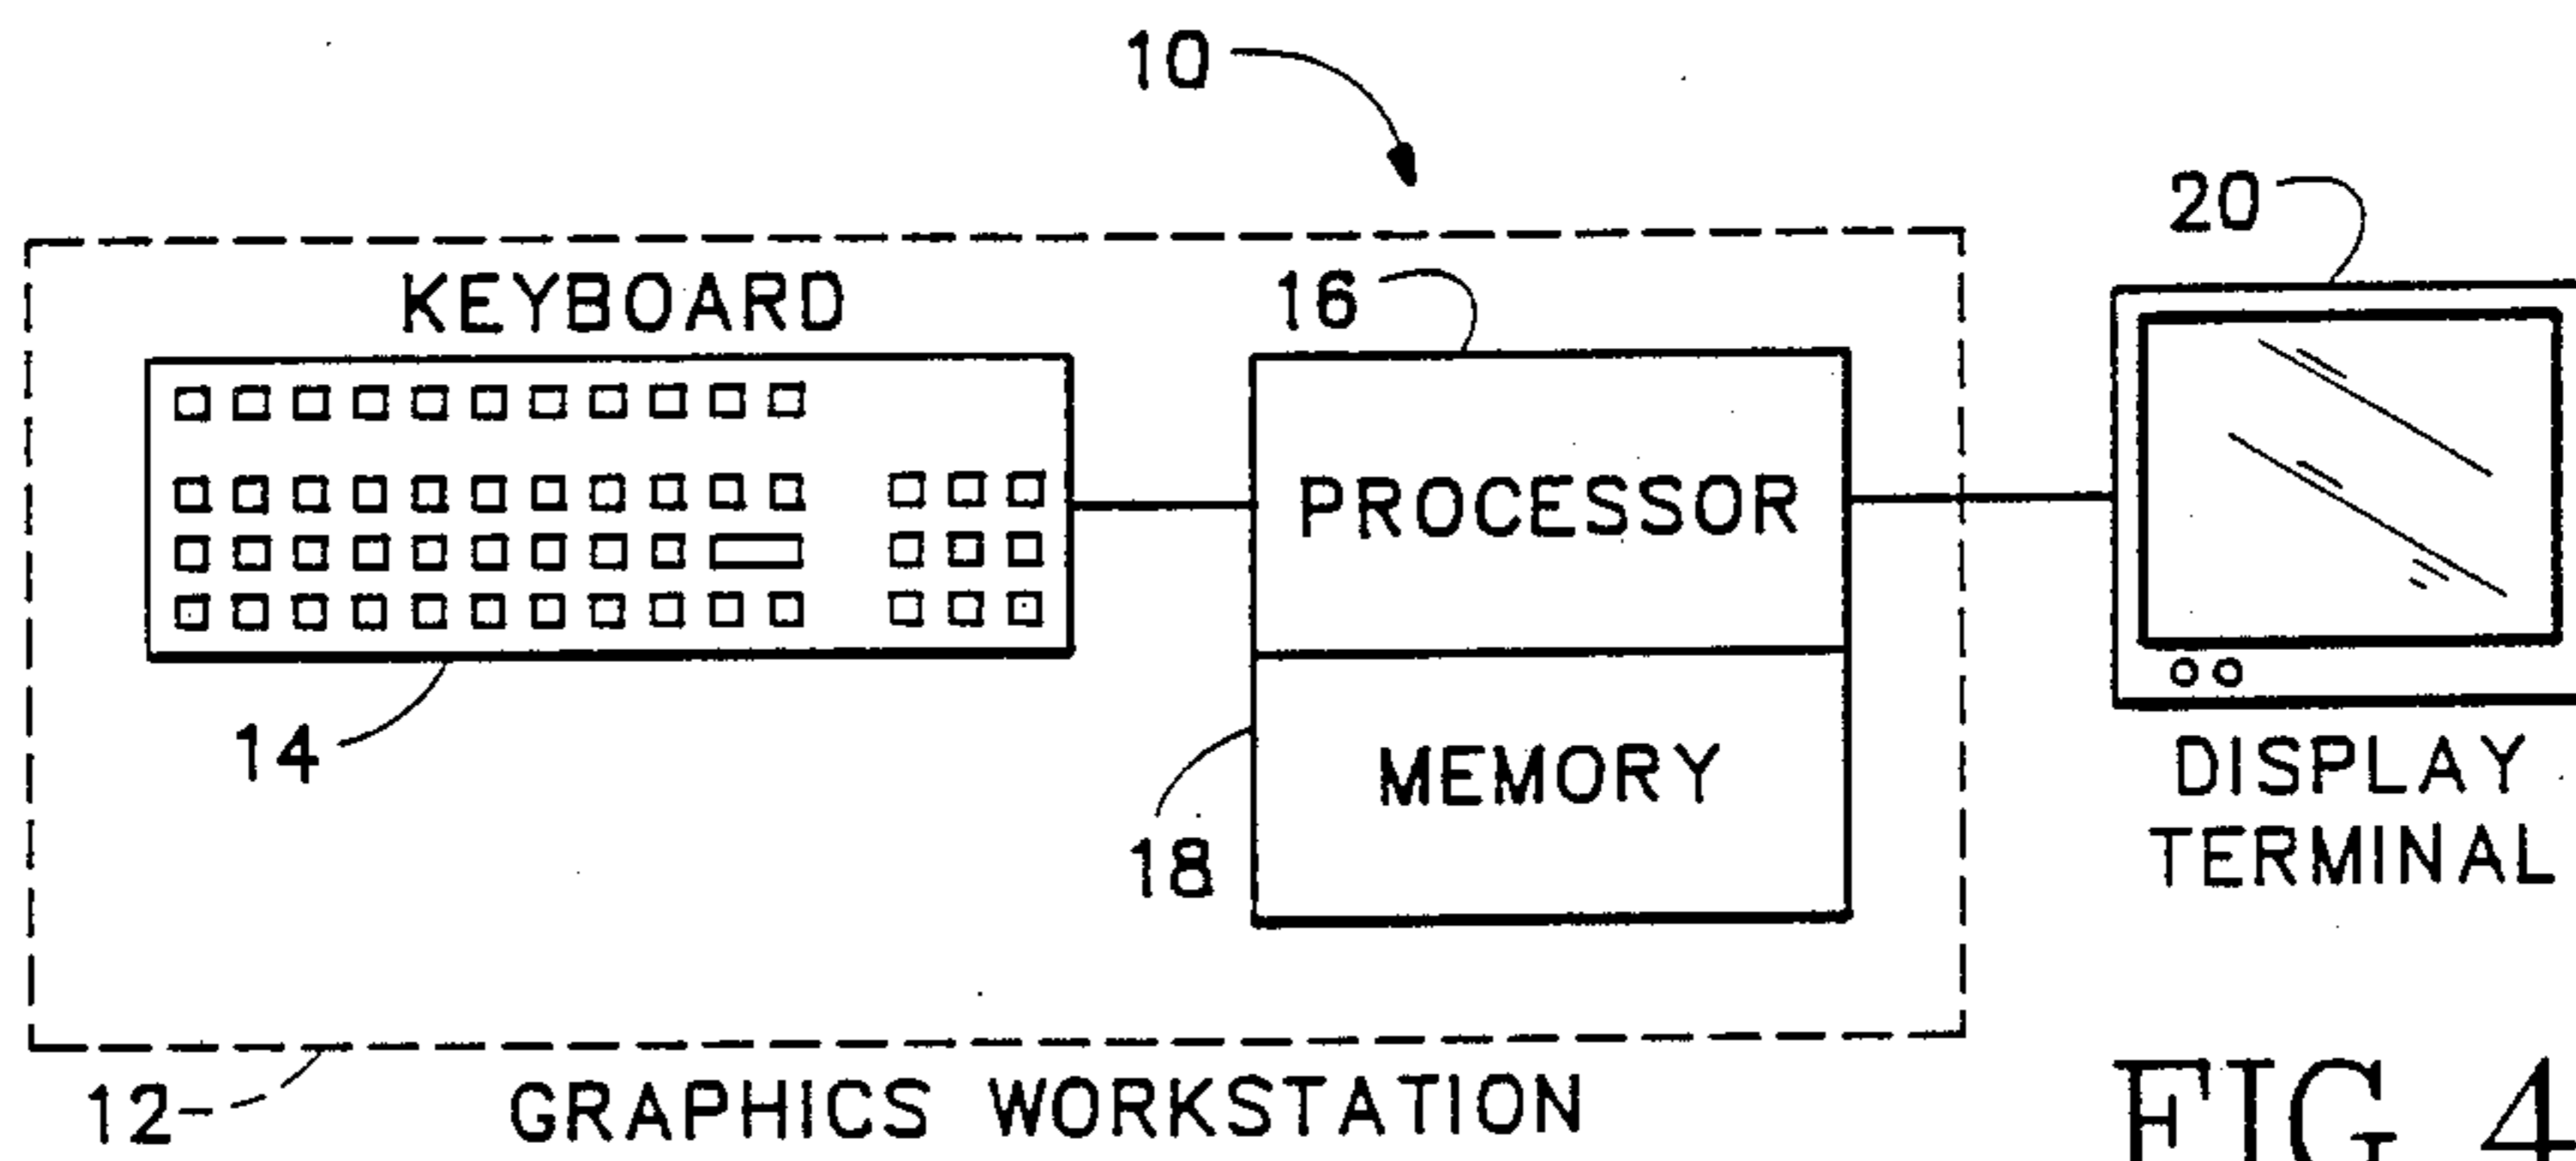 10
20
KEYBOARD
16
PROCESSOR
14
MEMORY
DISPLAY
TERMINAL
18
12
GRAPHICS WORKSTATION
FIG 4